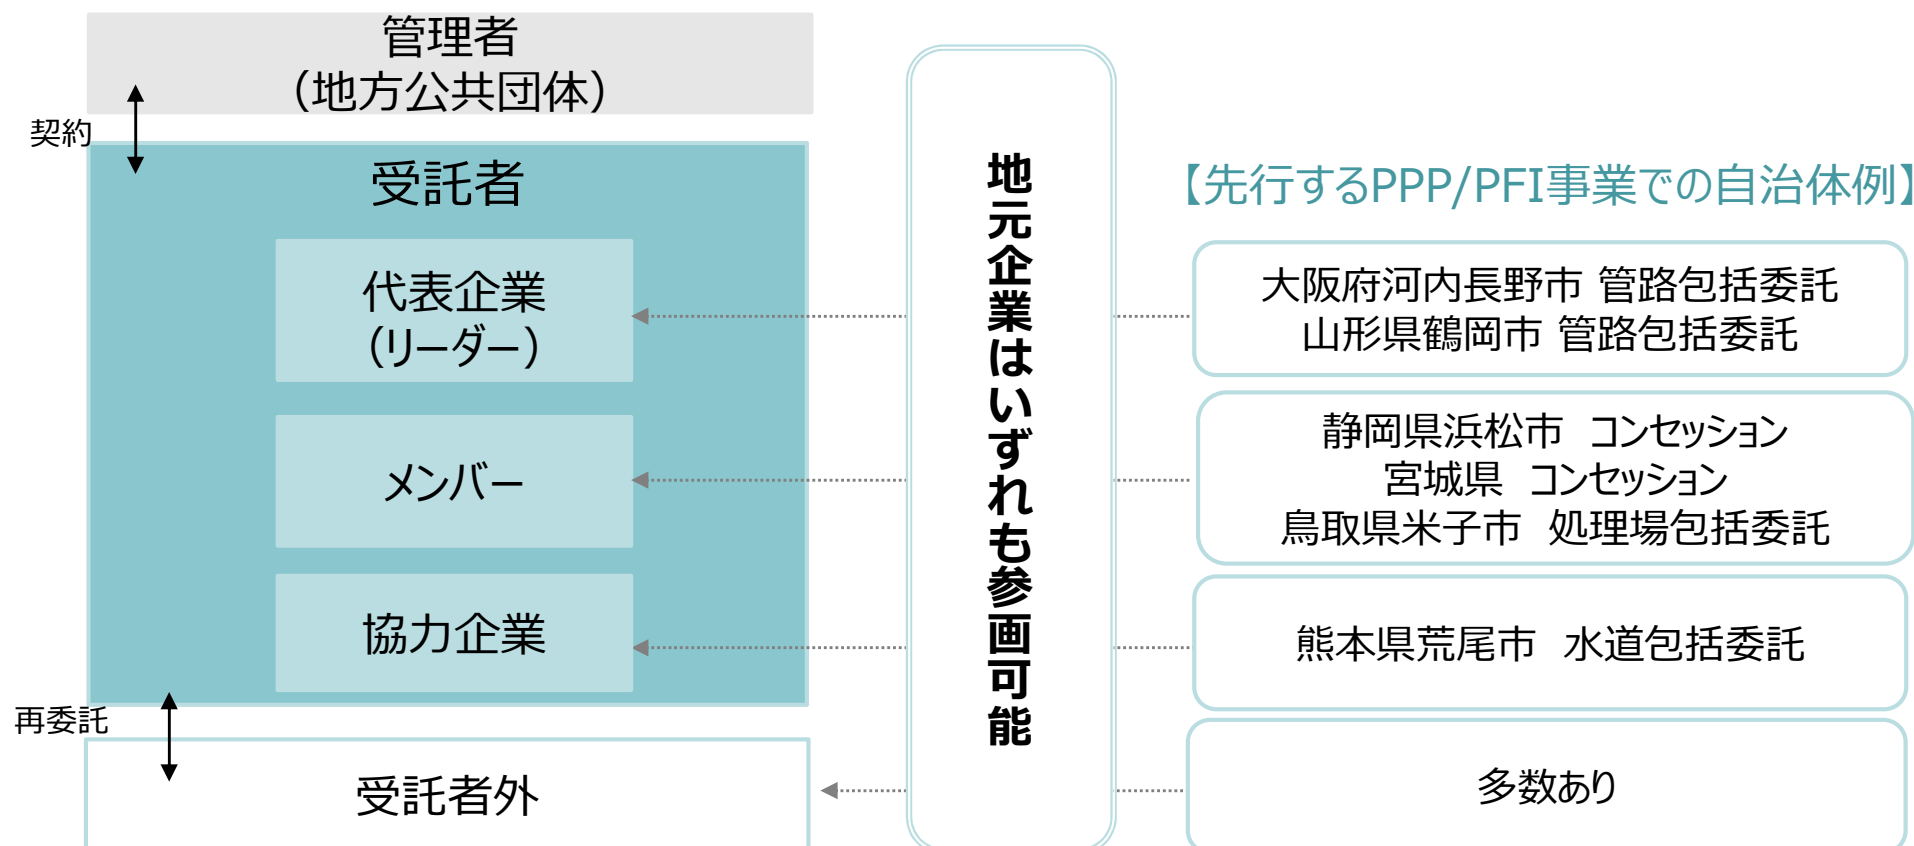 管理者
（地方公共団体）
契約
受託者
代表企業
（リーダー）
メンバー
協力企業
再委託
受託者外
地元企業はいずれも参画可能
【先行するPPP/PFI事業での自治体例】
大阪府河内長野市 管路包括委託
山形県鶴岡市 管路包括委託
静岡県浜松市　コンセッション
宮城県　コンセッション
鳥取県米子市　処理場包括委託
熊本県荒尾市　水道包括委託
多数あり